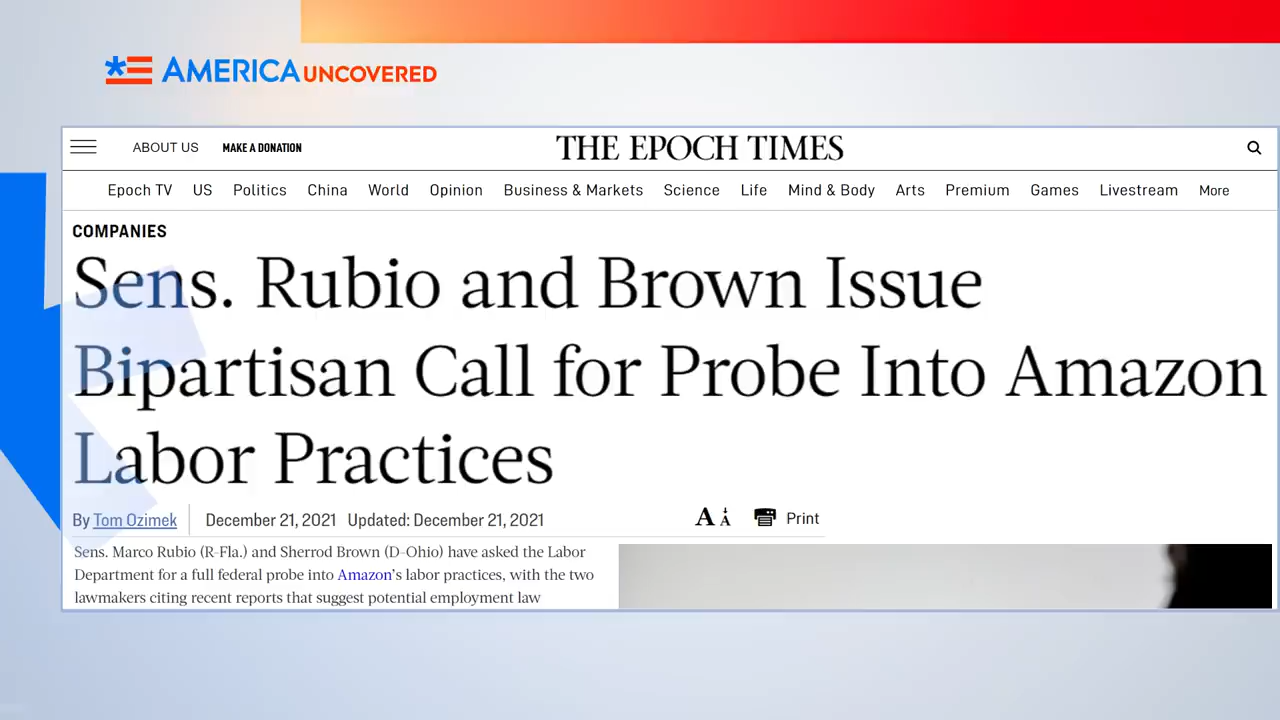 AMERICA UNCOVERED
ABOUT US MAKE A DONATION THE EPOCH TIMES
Epoch TV US Politics China World Opinion Business & Markets Science Life Mind & Body Arts Premium Games Livestream More
COMPANIES
Sens. Rubio and Brown Issue
Bipartisan Call for Probe Into Amazon
Labor Practices
By Tom Ozimek December 21, 2021 Updated: December 21, 2021 A A Print
Sens. Marco Rubio (R-Fla.) and Sherrod Brown (D-Ohio) have asked the Labor
Department for a full federal probe into Amazon's labor practices, with the two
lawmakers citing recent reports that suggest potential employment law